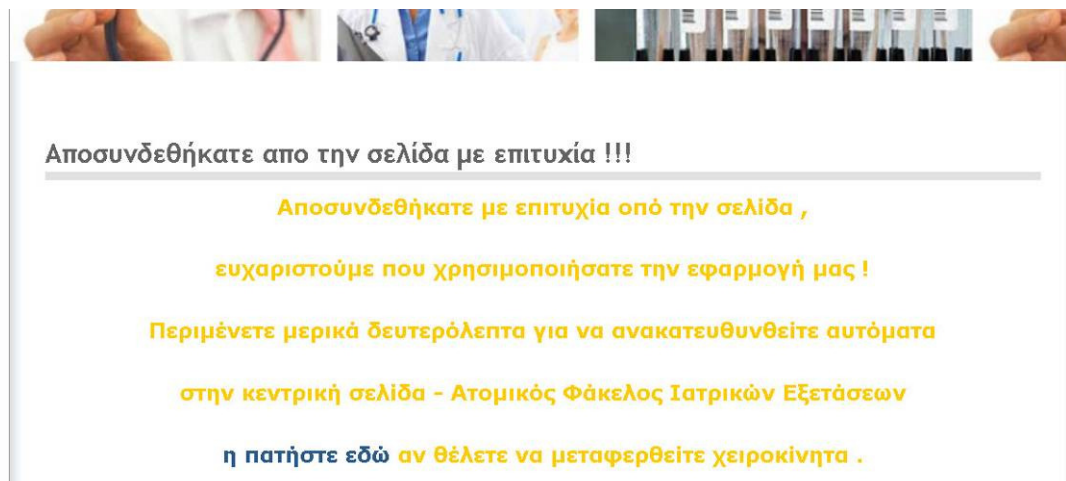 Αποσυνδεθήκατε απο την σελίδα με επιτυχία !!!
Αποσυνδεθήκατε με επιτυχία οπό την σελίδα ,
ευχαριστούμε που χρησιμοποιήσατε την εφαρμογή μας !
Περιμένετε μερικά δευτερόλεπτα για να ανακατευθυνθείτε αυτόματα
στην κεντρική σελίδα - Ατομικός Φάκελος Ιατρικών Εξετάσεων
η πατήστε εδώ αν θέλετε να μεταφερθείτε χειροκίνητα .